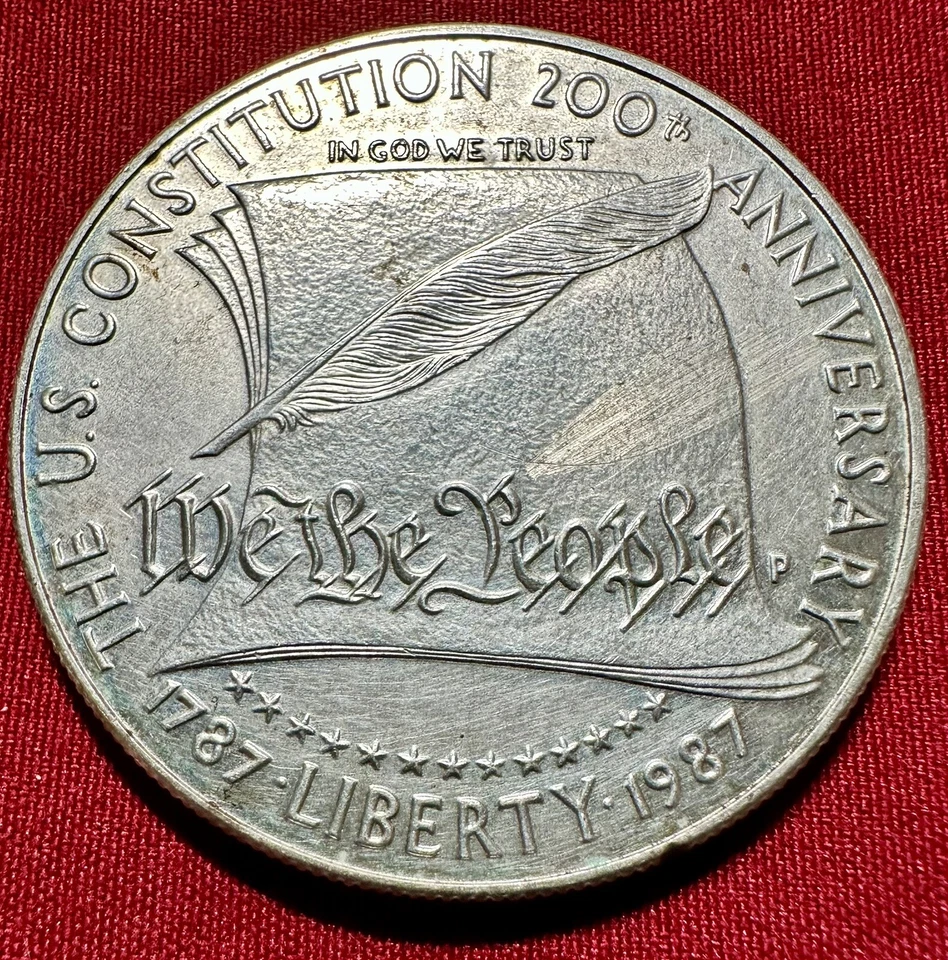 THE U.S. CONSTITUTION 200th ANNIVERSARY
IN GOD WE TRUST
We the People
P
1787·LIBERTY·1987